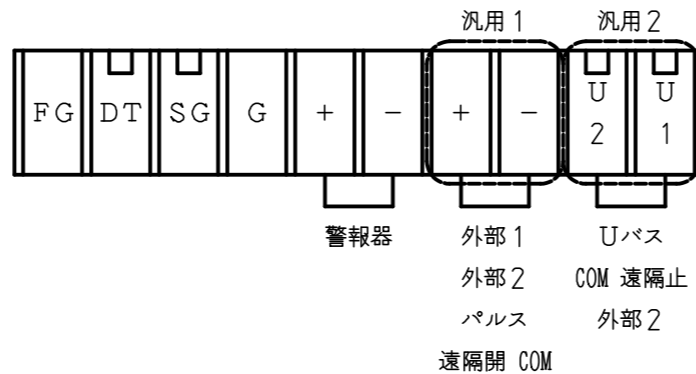 汎用1 汎用2
FG DT SG G + − + − U2 U1
警報器 外部1 Uバス
外部2 COM 遠隔止
パルス 外部2
遠隔開 COM